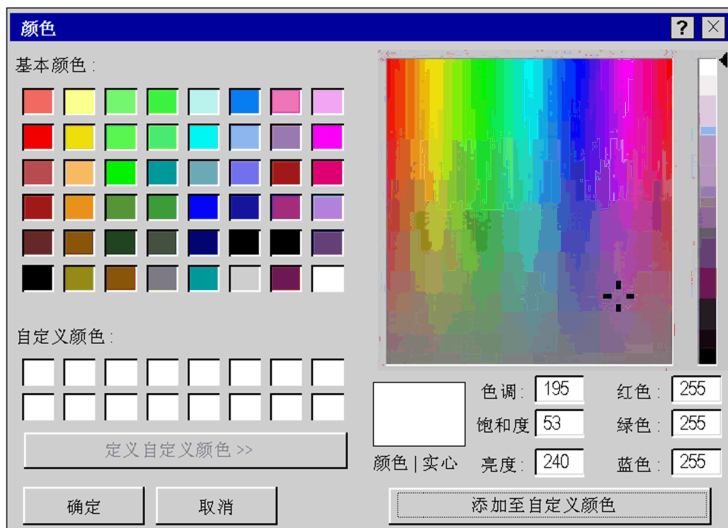 颜色
基本颜色:
自定义颜色:
定义自定义颜色 >>
确定
取消
色调: 195
红色: 255
饱和度 53
绿色: 255
颜色|实心
亮度: 240
蓝色: 255
添加至自定义颜色